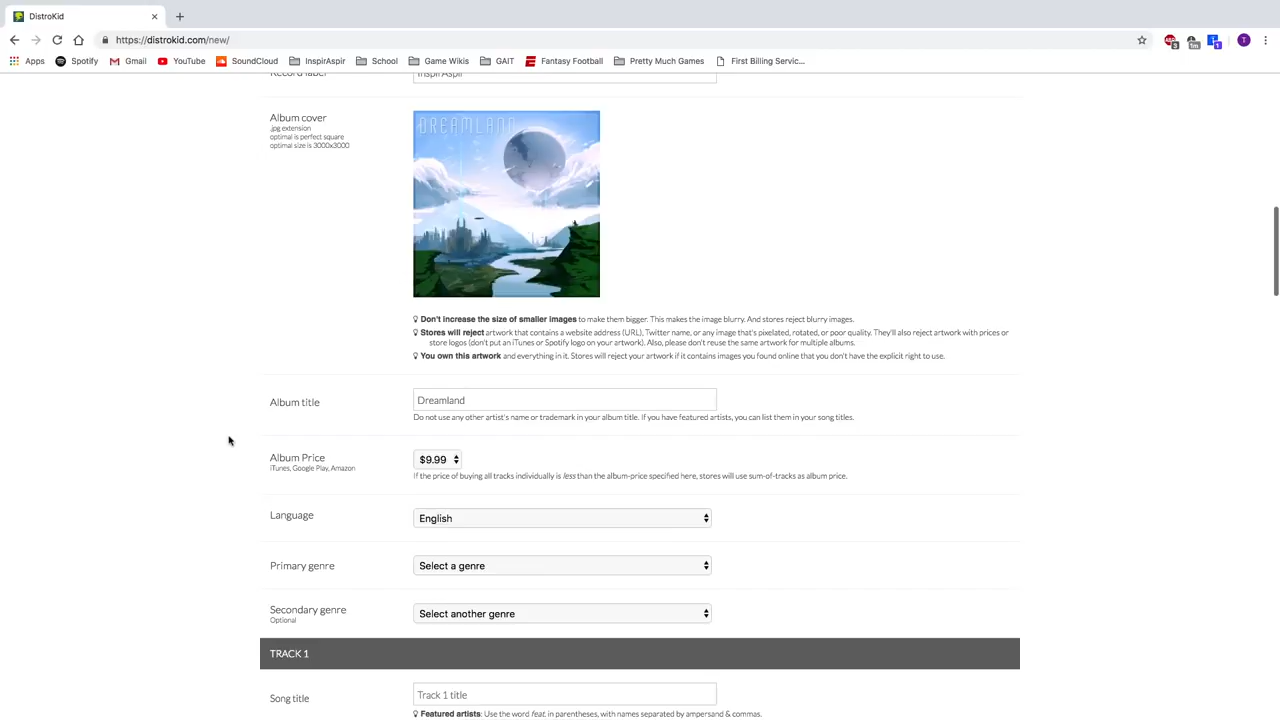 DistroKid
https://distrokid.com/new/
3
1m
1
T
Apps Spotify Gmail YouTube SoundCloud InspirAspir School Game Wikis GAIT Fantasy Football Pretty Much Games First Billing Servic...
Record label InspirAspir
Album cover
.jpg extension
optimal is perfect square
optimal size is 3000x3000
DREAMLAND
Don't increase the size of smaller images to make them bigger. This makes the image blurry. And stores reject blurry images.
Stores will reject artwork that contains a website address (URL), Twitter name, or any image that's pixelated, rotated, or poor quality. They'll also reject artwork with prices or
store logos (don't put an iTunes or Spotify logo on your artwork). Also, please don't reuse the same artwork for multiple albums.
You own this artwork and everything in it. Stores will reject your artwork if it contains images you found online that you don't have the explicit right to use.
Album title
Dreamland
Do not use any other artist's name or trademark in your album title. If you have featured artists, you can list them in your song titles.
Album Price
iTunes, Google Play, Amazon
$9.99
If the price of buying all tracks individually is less than the album-price specified here, stores will use sum-of-tracks as album price.
Language
English
Primary genre
Select a genre
Secondary genre
Optional
Select another genre
TRACK 1
Song title
Track 1 title
Featured artists: Use the word feat. in parentheses, with names separated by ampersand & commas.